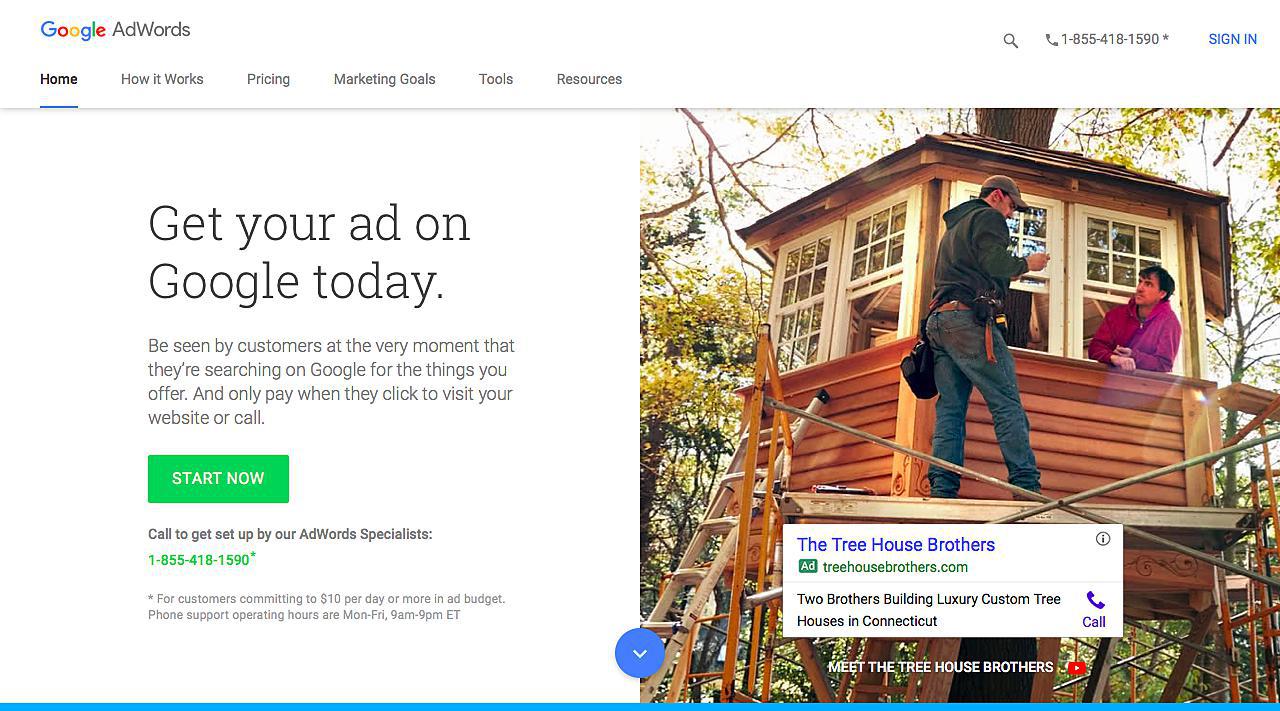 Google AdWords
1-855-418-1590 *
SIGN IN
Home
How it Works
Pricing
Marketing Goals
Tools
Resources
Get your ad on
Google today.
Be seen by customers at the very moment that
they're searching on Google for the things you
offer. And only pay when they click to visit your
website or call.
START NOW
Call to get set up by our AdWords Specialists:
1-855-418-1590*
* For customers committing to $10 per day or more in ad budget.
Phone support operating hours are Mon-Fri, 9am-9pm ET
The Tree House Brothers
Ad treehousebrothers.com
Two Brothers Building Luxury Custom Tree
Houses in Connecticut
Call
MEET THE TREE HOUSE BROTHERS